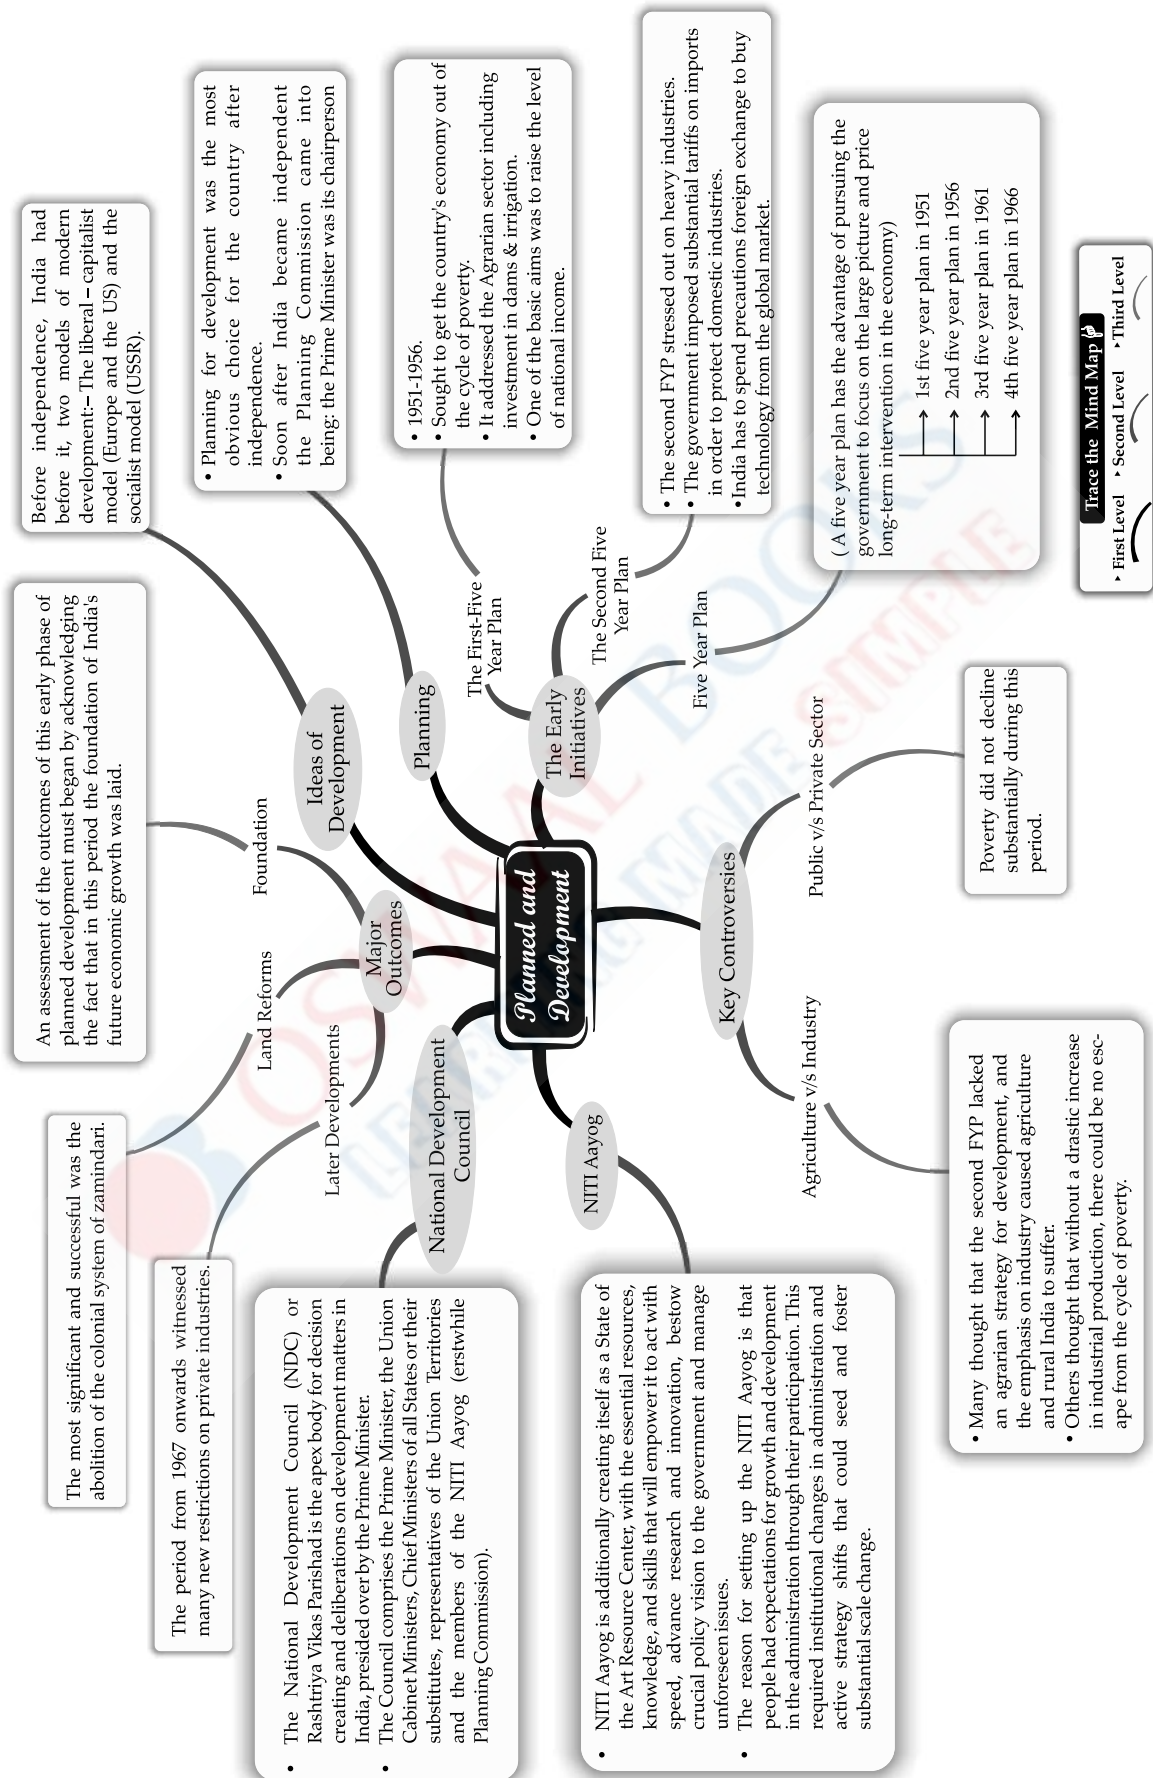 Planned and
Development
Ideas of
Development
Before independence, India had
before it, two models of modern
development:– The liberal – capitalist
model (Europe and the US) and the
socialist model (USSR).
Planning
• Planning for development was the most
obvious choice for the country after
independence.
• Soon after India became independent
the Planning Commission came into
being: the Prime Minister was its chairperson
The Early
Initiatives
The First-Five
Year Plan
• 1951-1956.
• Sought to get the country's economy out of
the cycle of poverty.
• It addressed the Agrarian sector including
investment in dams & irrigation.
• One of the basic aims was to raise the level
of national income.
The Second Five
Year Plan
• The second FYP stressed out on heavy industries.
• The government imposed substantial tariffs on imports
in order to protect domestic industries.
• India has to spend precautions foreign exchange to buy
technology from the global market.
Five Year Plan
( A five year plan has the advantage of pursuing the
government to focus on the large picture and price
long-term intervention in the economy)
1st five year plan in 1951
2nd five year plan in 1956
3rd five year plan in 1961
4th five year plan in 1966
Key Controversies
Public v/s Private Sector
Poverty did not decline
substantially during this
period.
Agriculture v/s Industry
• Many thought that the second FYP lacked
an agrarian strategy for development, and
the emphasis on industry caused agriculture
and rural India to suffer.
• Others thought that without a drastic increase
in industrial production, there could be no esc-
ape from the cycle of poverty.
NITI Aayog
• NITI Aayog is additionally creating itself as a State of
the Art Resource Center, with the essential resources,
knowledge, and skills that will empower it to act with
speed, advance research and innovation, bestow
crucial policy vision to the government and manage
unforeseen issues.
• The reason for setting up the NITI Aayog is that
people had expectations for growth and development
in the administration through their participation. This
required institutional changes in administration and
active strategy shifts that could seed and foster
substantial scale change.
National Development
Council
• The National Development Council (NDC) or
Rashtriya Vikas Parishad is the apex body for decision
creating and deliberations on development matters in
India, presided over by the Prime Minister.
• The Council comprises the Prime Minister, the Union
Cabinet Ministers, Chief Ministers of all States or their
substitutes, representatives of the Union Territories
and the members of the NITI Aayog (erstwhile
Planning Commission).
Major
Outcomes
Later Developments
The period from 1967 onwards witnessed
many new restrictions on private industries.
Land Reforms
The most significant and successful was the
abolition of the colonial system of zamindari.
Foundation
An assessment of the outcomes of this early phase of
planned development must began by acknowledging
the fact that in this period the foundation of India's
future economic growth was laid.
Trace the Mind Map
First Level
Second Level
Third Level
OSWAAL BOOKS
LEARNING MADE SIMPLE